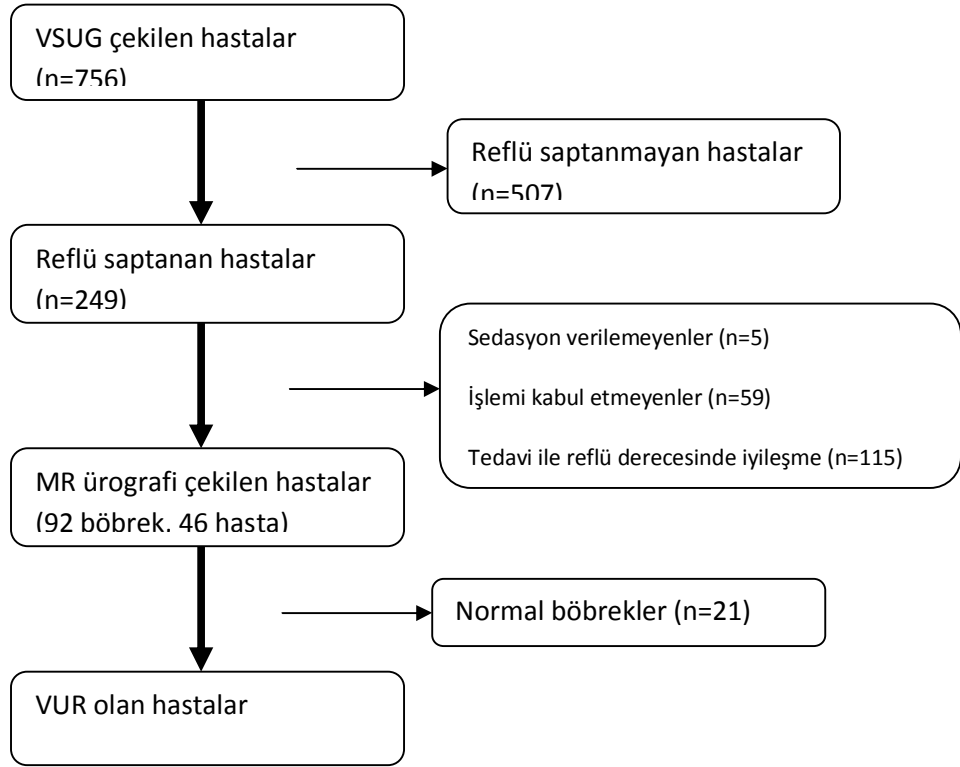 VSUG çekilen hastalar
(n=756)
Reflü saptanmayan hastalar
(n=507)
Reflü saptanan hastalar
(n=249)
Sedasyon verilemeyenler (n=5)
İşlemi kabul etmeyenler (n=59)
Tedavi ile reflü derecesinde iyileşme (n=115)
MR ürografi çekilen hastalar
(92 böbrek. 46 hasta)
Normal böbrekler (n=21)
VUR olan hastalar